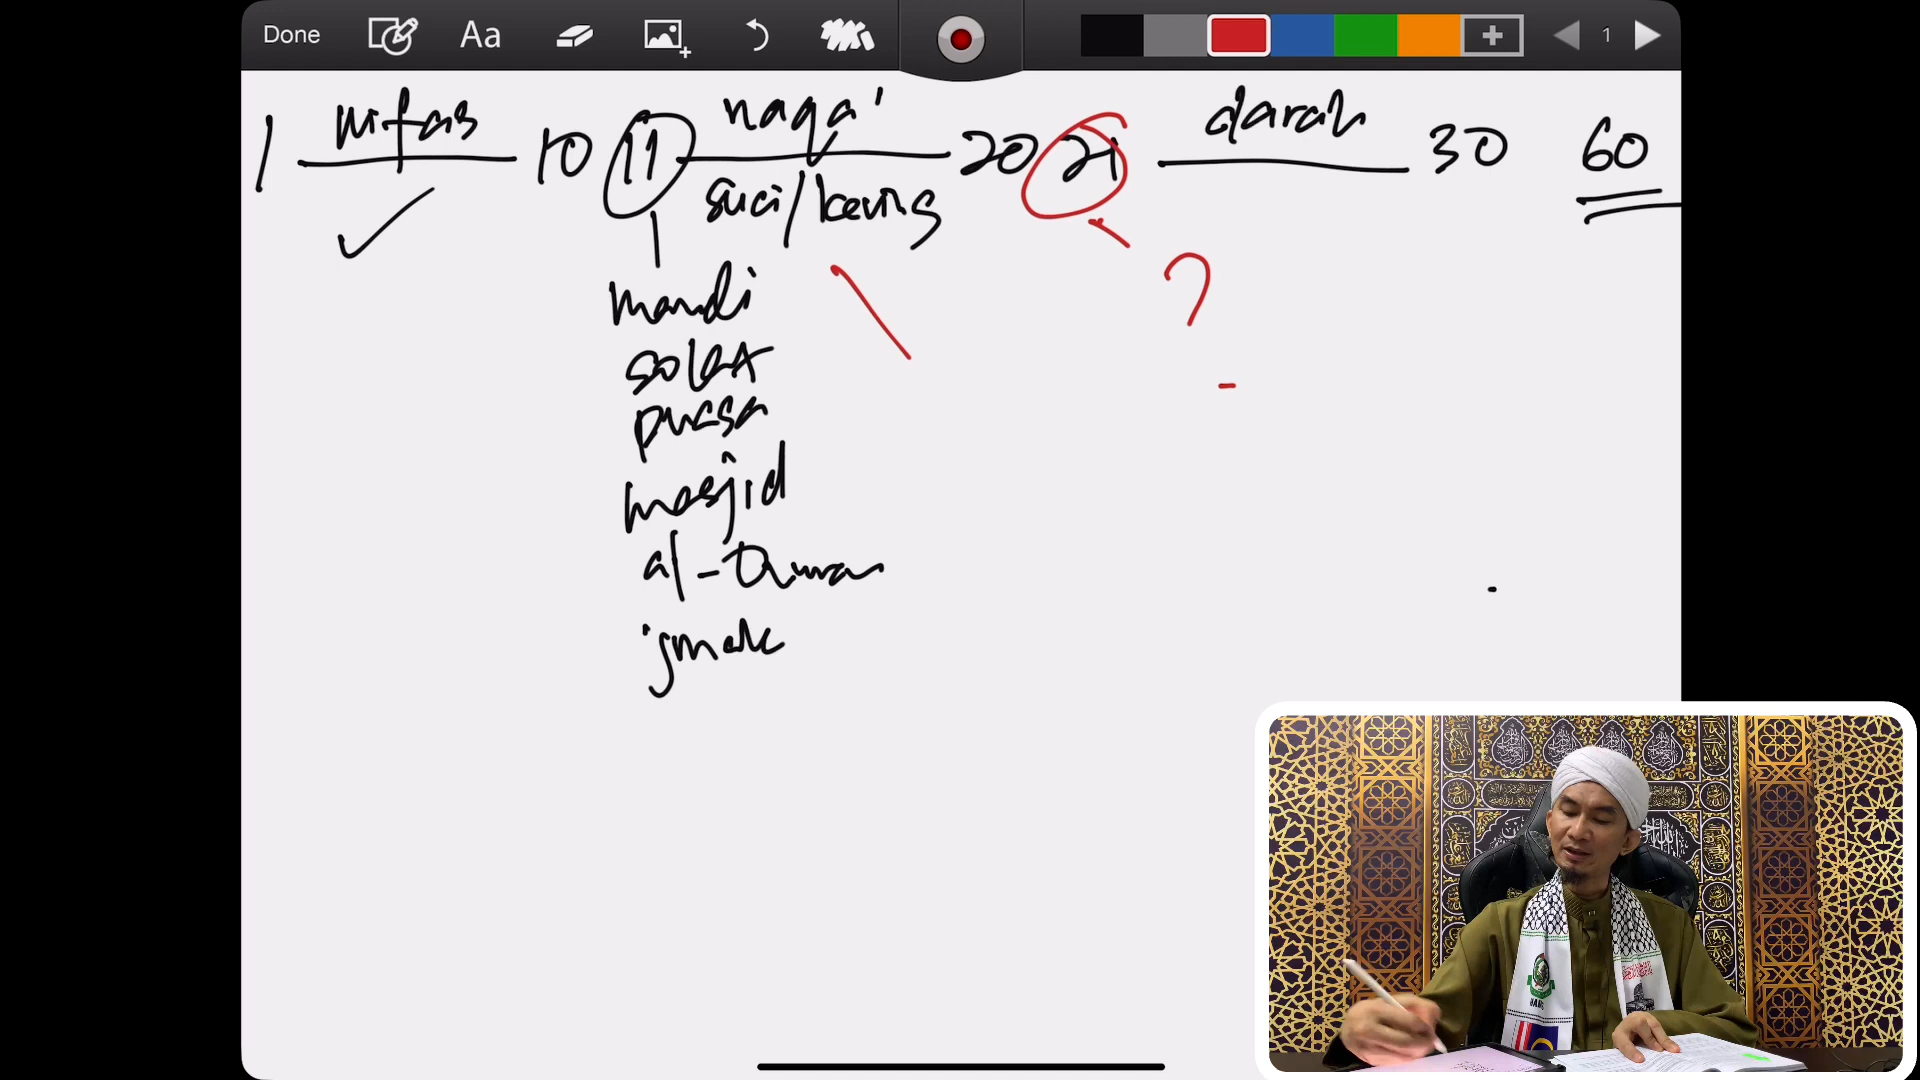 Done Aa 1
nifas naqa' darah
1 10 11 20 21 30 60
suci/kering
?
mandi
solat
puasa
masjid
al-Quran
jimak